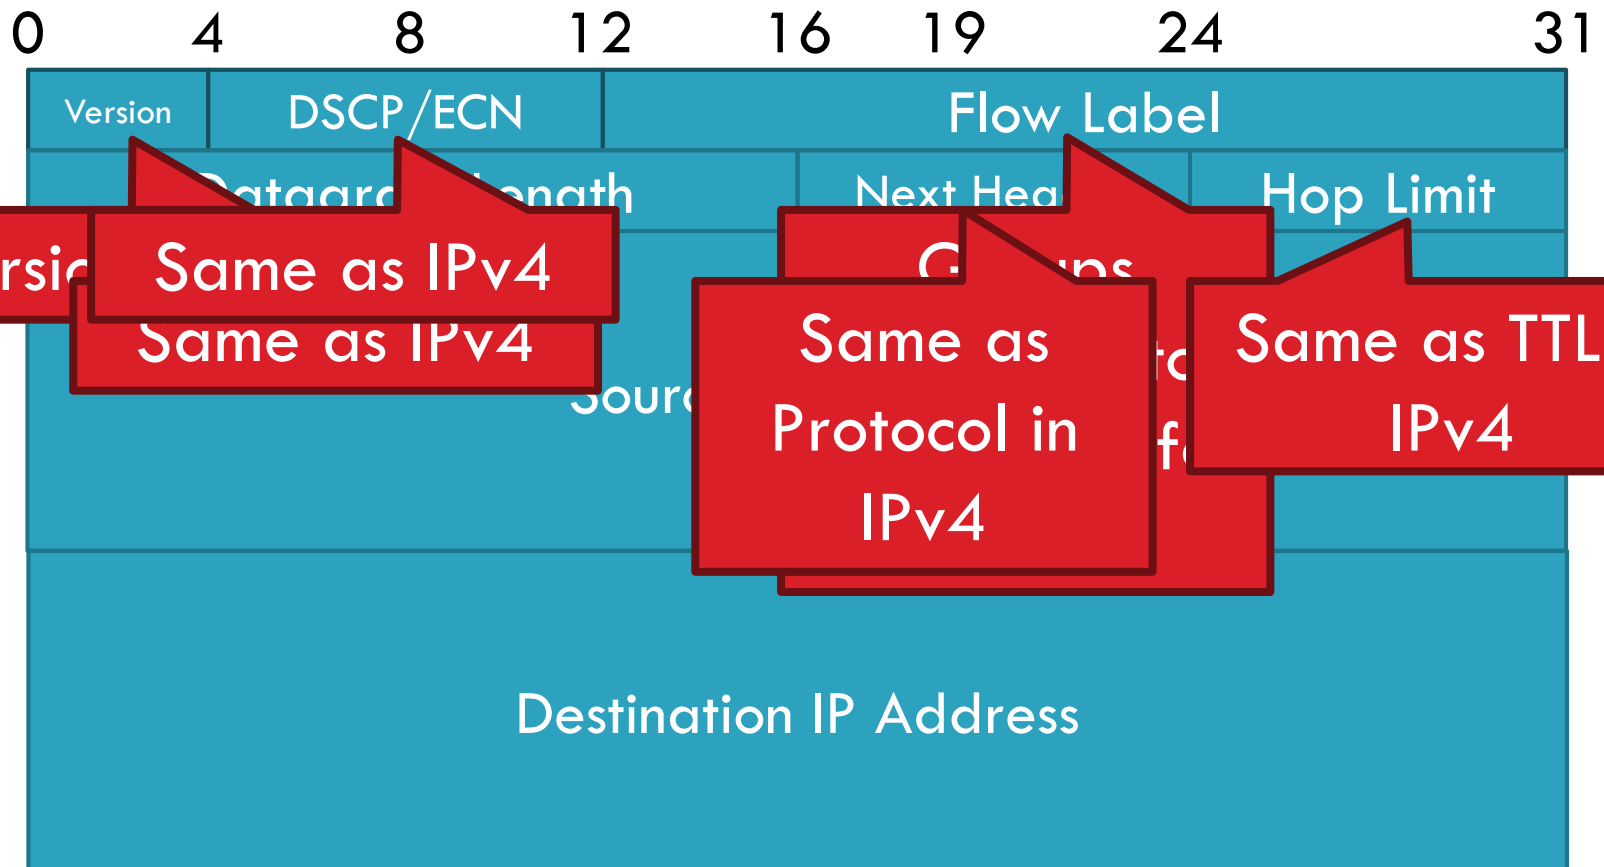 0 4 8 12 16 19 24 31
Version DSCP/ECN Flow Label
Next Hop Limit
Same as IPv4
Same as IPv4
Same as
Protocol in
IPv4
Same as TTL
IPv4
Destination IP Address